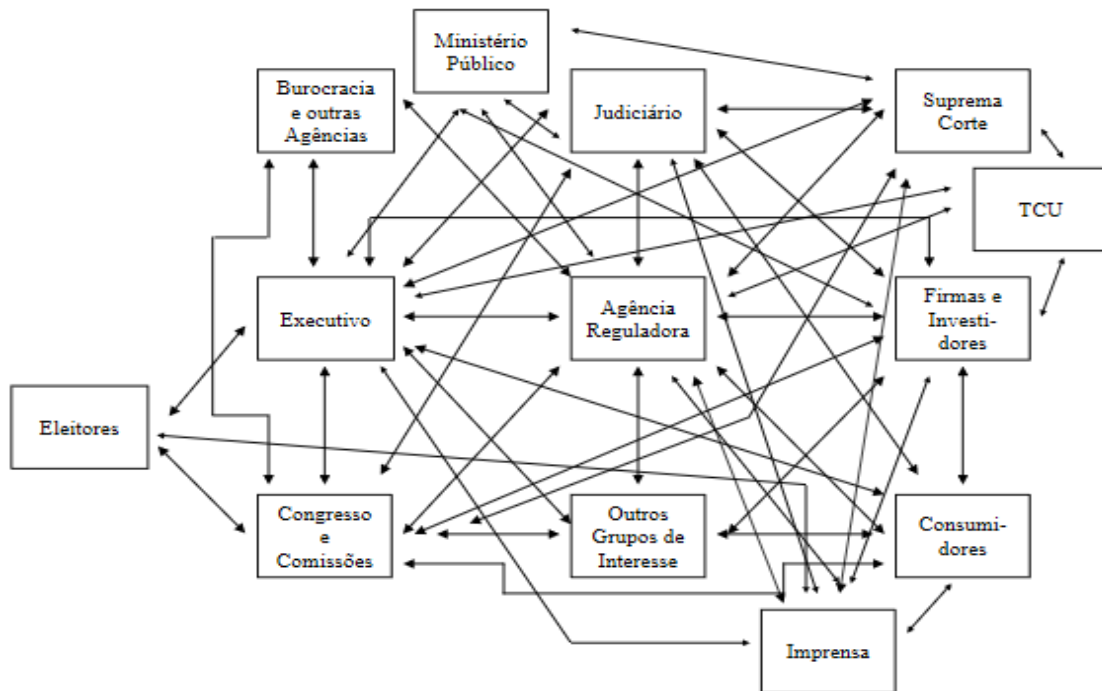 Ministério
Público
Burocracia
e outras
Agências
Judiciário
Suprema
Corte
TCU
Executivo
Agência
Reguladora
Firmas e
Investi-
dores
Eleitores
Congresso
e
Comissões
Outros
Grupos de
Interesse
Consumi-
dores
Imprensa